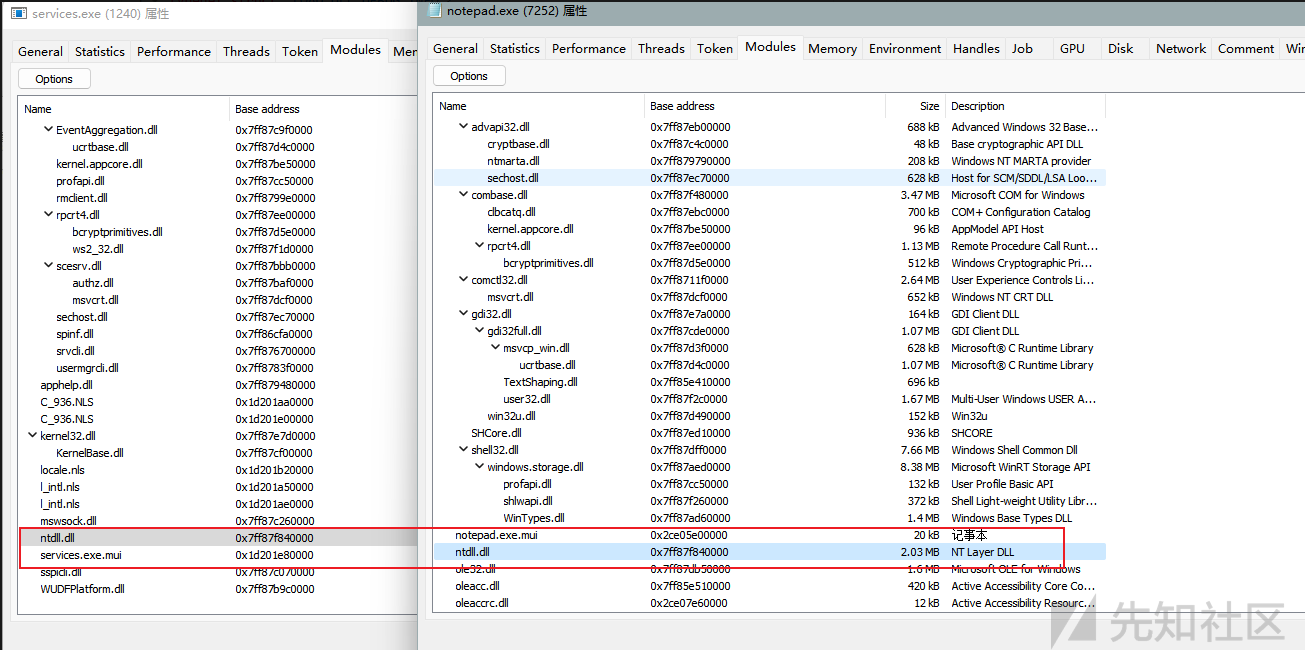 services.exe (1240) 属性
General Statistics Performance Threads Token Modules Mem
Options
Name Base address
EventAggregation.dll 0x7ff87c9f0000
ucrtbase.dll 0x7ff87d4c0000
kernel.appcore.dll 0x7ff87be50000
profapi.dll 0x7ff87cc50000
rmclient.dll 0x7ff8799e0000
rpcrt4.dll 0x7ff87ee00000
bcryptprimitives.dll 0x7ff87d5e0000
ws2_32.dll 0x7ff87f1d0000
scesrv.dll 0x7ff87bbb0000
authz.dll 0x7ff87baf0000
msvcrt.dll 0x7ff87dcf0000
sechost.dll 0x7ff87ec70000
spinf.dll 0x7ff86cfa0000
srvcli.dll 0x7ff876700000
usermgrcli.dll 0x7ff8783f0000
apphelp.dll 0x7ff879480000
C_936.NLS 0x1d201aa0000
C_936.NLS 0x1d201e00000
kernel32.dll 0x7ff87e7d0000
KernelBase.dll 0x7ff87cf00000
locale.nls 0x1d201b20000
l_intl.nls 0x1d201a50000
l_intl.nls 0x1d201ae0000
mswsock.dll 0x7ff87c260000
ntdll.dll 0x7ff87f840000
services.exe.mui 0x1d201e80000
sspicli.dll 0x7ff87c070000
WUDFPlatform.dll 0x7ff87b9c0000
notepad.exe (7252) 属性
General Statistics Performance Threads Token Modules Memory Environment Handles Job GPU Disk Network Comment Win
Options
Name Base address Size Description
advapi32.dll 0x7ff87eb00000 688 kB Advanced Windows 32 Base...
cryptbase.dll 0x7ff87c4c0000 48 kB Base cryptographic API DLL
ntmarta.dll 0x7ff879790000 208 kB Windows NT MARTA provider
sechost.dll 0x7ff87ec70000 628 kB Host for SCM/SDDL/LSA Loo...
combase.dll 0x7ff87f480000 3.47 MB Microsoft COM for Windows
clbcatq.dll 0x7ff87ebc0000 700 kB COM+ Configuration Catalog
kernel.appcore.dll 0x7ff87be50000 96 kB AppModel API Host
rpcrt4.dll 0x7ff87ee00000 1.13 MB Remote Procedure Call Runt...
bcryptprimitives.dll 0x7ff87d5e0000 512 kB Windows Cryptographic Pri...
comctl32.dll 0x7ff8711f0000 2.64 MB User Experience Controls Li...
msvcrt.dll 0x7ff87dcf0000 652 kB Windows NT CRT DLL
gdi32.dll 0x7ff87e7a0000 164 kB GDI Client DLL
gdi32full.dll 0x7ff87cde0000 1.07 MB GDI Client DLL
msvcp_win.dll 0x7ff87d3f0000 628 kB Microsoft® C Runtime Library
ucrtbase.dll 0x7ff87d4c0000 1.07 MB Microsoft® C Runtime Library
TextShaping.dll 0x7ff85e410000 696 kB
user32.dll 0x7ff87f2c0000 1.67 MB Multi-User Windows USER A...
win32u.dll 0x7ff87d490000 152 kB Win32u
SHCore.dll 0x7ff87ed10000 936 kB SHCORE
shell32.dll 0x7ff87dff0000 7.66 MB Windows Shell Common Dll
windows.storage.dll 0x7ff87aed0000 8.38 MB Microsoft WinRT Storage API
profapi.dll 0x7ff87cc50000 132 kB User Profile Basic API
shlwapi.dll 0x7ff87f260000 372 kB Shell Light-weight Utility Libr...
WinTypes.dll 0x7ff87ad60000 1.4 MB Windows Base Types DLL
notepad.exe.mui 0x2ce05e00000 20 kB 记事本
ntdll.dll 0x7ff87f840000 2.03 MB NT Layer DLL
ole32.dll 0x7ff87db50000 1.6 MB Microsoft OLE for Windows
oleacc.dll 0x7ff85e510000 420 kB Active Accessibility Core Co...
oleaccrc.dll 0x2ce07e60000 12 kB Active Accessibility Resourc...
先知社区